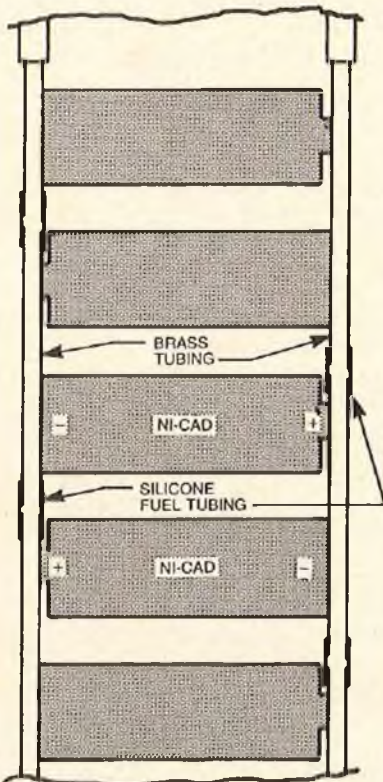 BRASS
TUBING
− NI-CAD +
SILICONE
FUEL TUBING
+ NI-CAD −